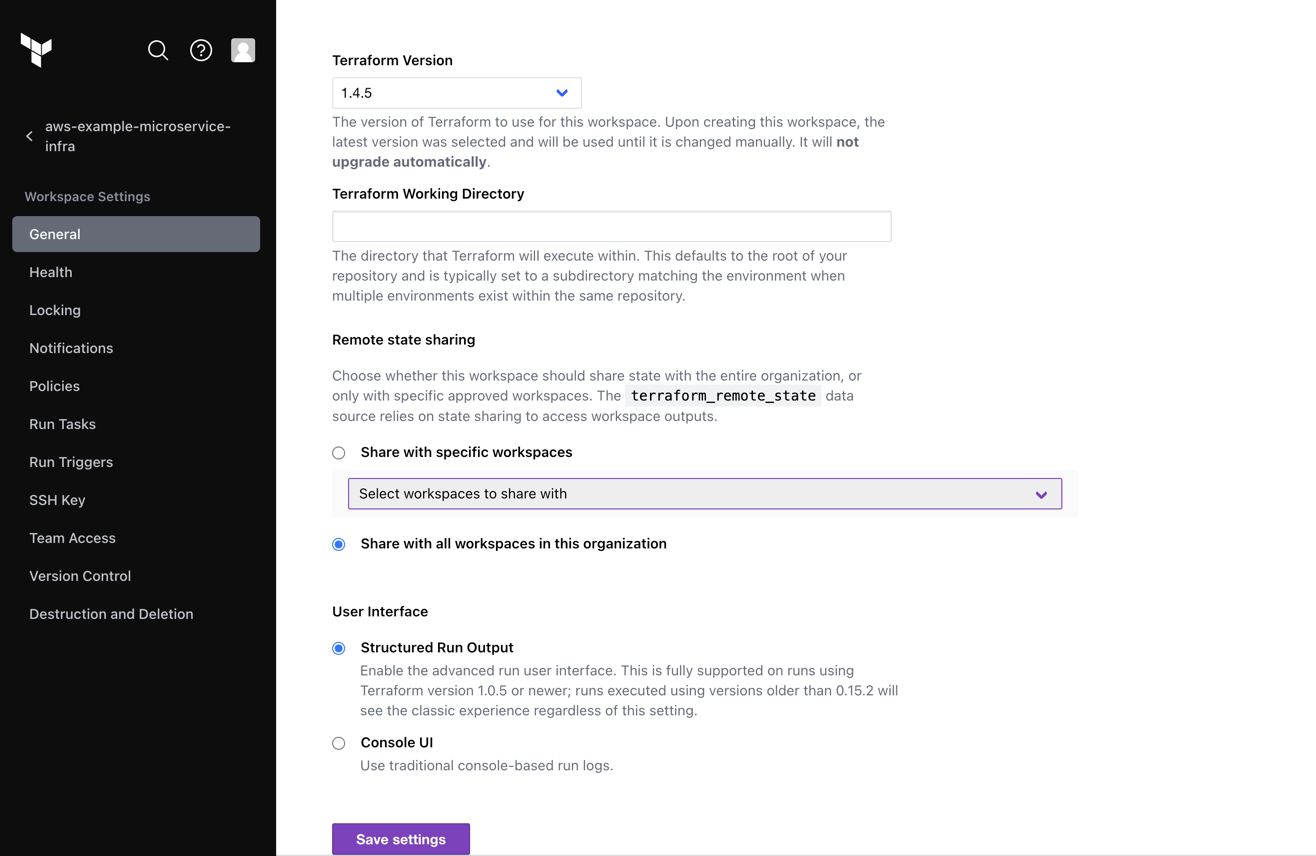 aws-example-microservice-
infra
Workspace Settings
General
Health
Locking
Notifications
Policies
Run Tasks
Run Triggers
SSH Key
Team Access
Version Control
Destruction and Deletion
Terraform Version
1.4.5
The version of Terraform to use for this workspace. Upon creating this workspace, the
latest version was selected and will be used until it is changed manually. It will not
upgrade automatically.
Terraform Working Directory
The directory that Terraform will execute within. This defaults to the root of your
repository and is typically set to a subdirectory matching the environment when
multiple environments exist within the same repository.
Remote state sharing
Choose whether this workspace should share state with the entire organization, or
only with specific approved workspaces. The terraform_remote_state data
source relies on state sharing to access workspace outputs.
Share with specific workspaces
Select workspaces to share with
Share with all workspaces in this organization
User Interface
Structured Run Output
Enable the advanced run user interface. This is fully supported on runs using
Terraform version 1.0.5 or newer; runs executed using versions older than 0.15.2 will
see the classic experience regardless of this setting.
Console UI
Use traditional console-based run logs.
Save settings